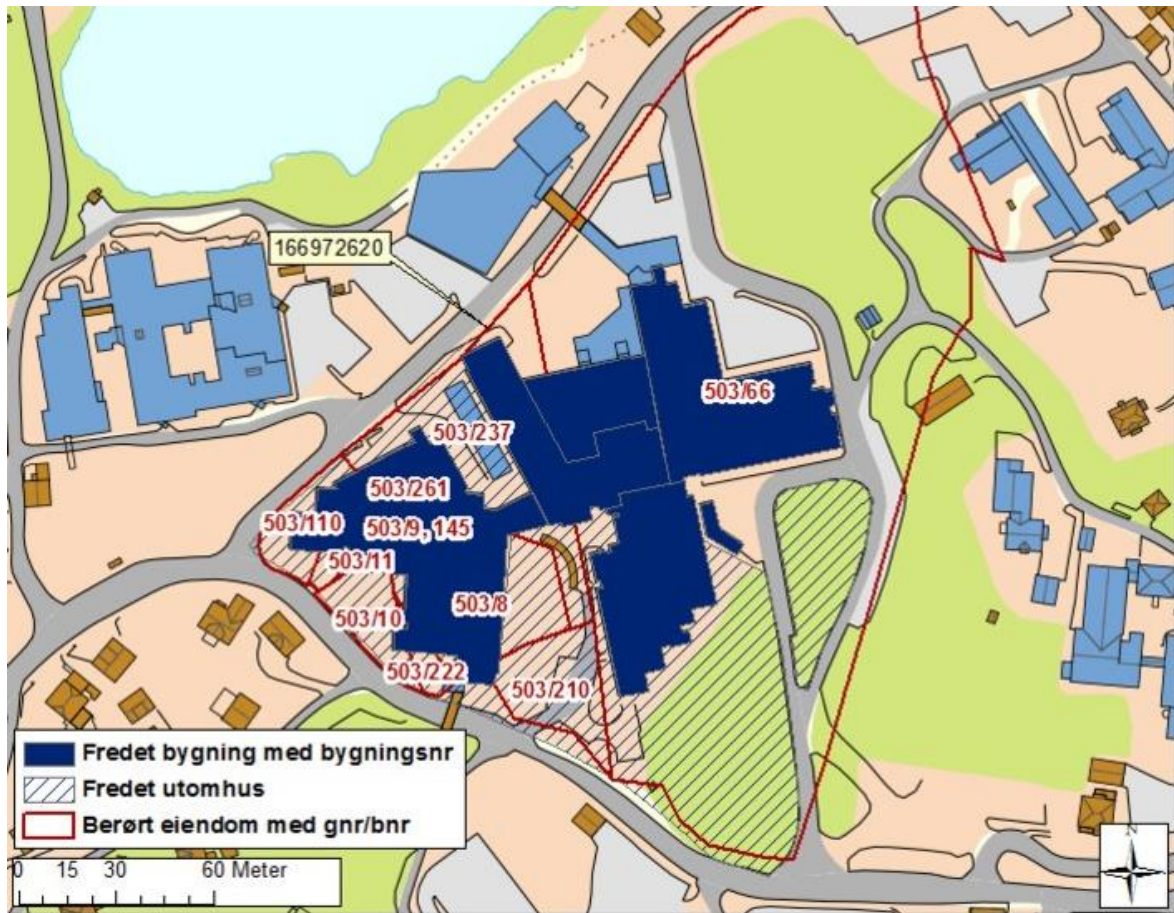 166972620
503/66
503/237
503/261
503/110
503/9, 145
503/11
503/8
503/10
503/222
503/210
Fredet bygning med bygningsnr
Fredet utomhus
Berørt eiendom med gnr/bnr
0 15 30 60 Meter
N